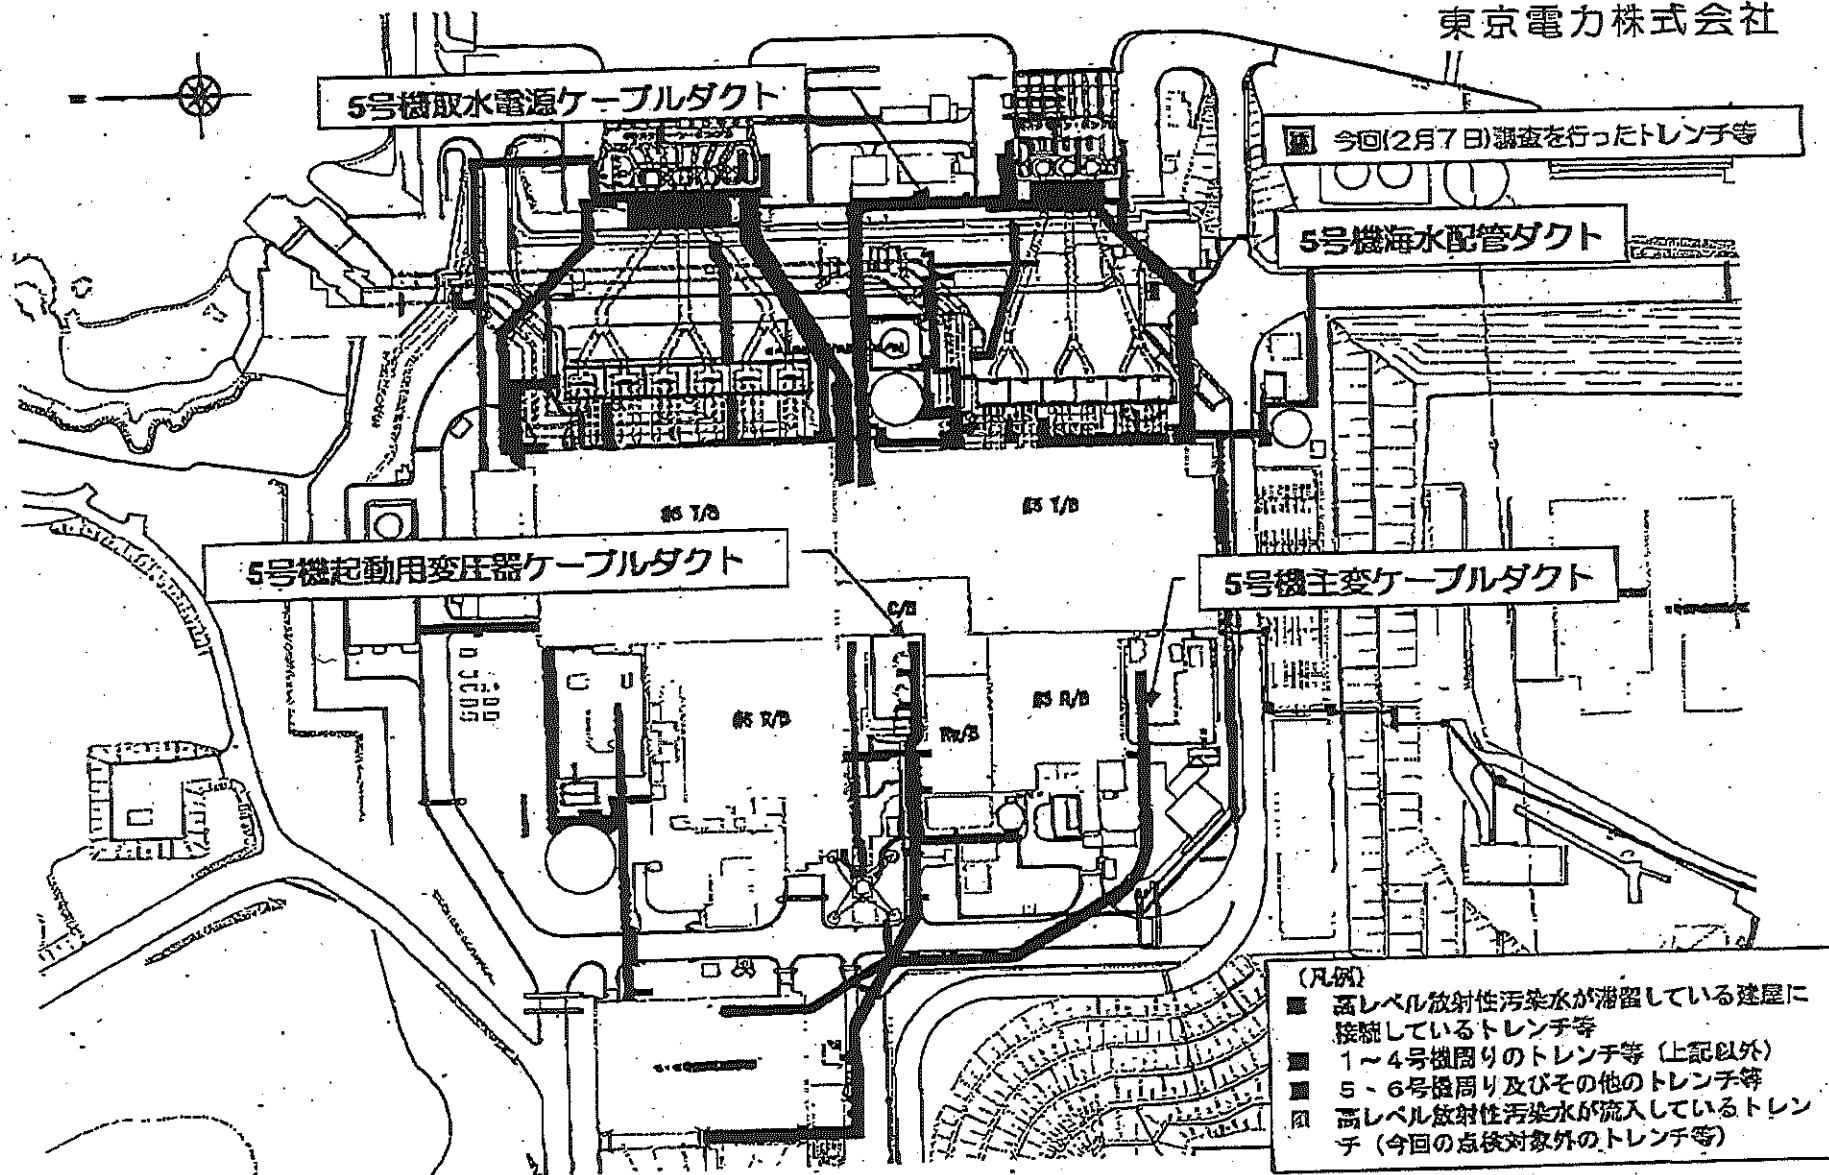 東京電力株式会社
5号機取水電源ケーブルダクト
今回(2月7日)調査を行ったトレンチ等
5号機海水配管ダクト
#6 T/B
#5 T/B
5号機起動用変圧器ケーブルダクト
5号機主変ケーブルダクト
C/B
#6 R/B
#5 R/B
RW/B
(凡例)
高レベル放射性汚染水が滞留している建屋に
接続しているトレンチ等
1～4号機周りのトレンチ等（上記以外）
5・6号機周り及びその他のトレンチ等
高レベル放射性汚染水が流入しているトレン
チ（今回の点検対象外のトレンチ等）